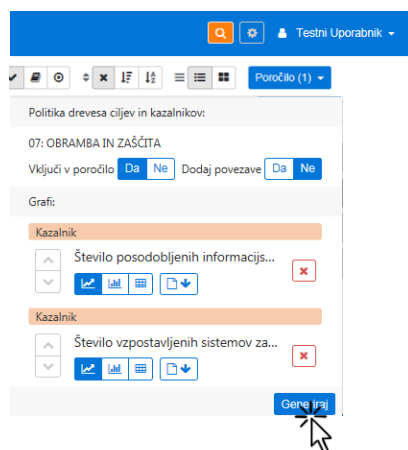 Testni Uporabnik
Poročilo (1)
Politika drevesa ciljev in kazalnikov:
07: OBRAMBA IN ZAŠČITA
Vključi v poročilo Da Ne Dodaj povezave Da Ne
Grafi:
Kazalnik
Število posodobljenih informacijs...
Kazalnik
Število vzpostavljenih sistemov za...
Generiraj